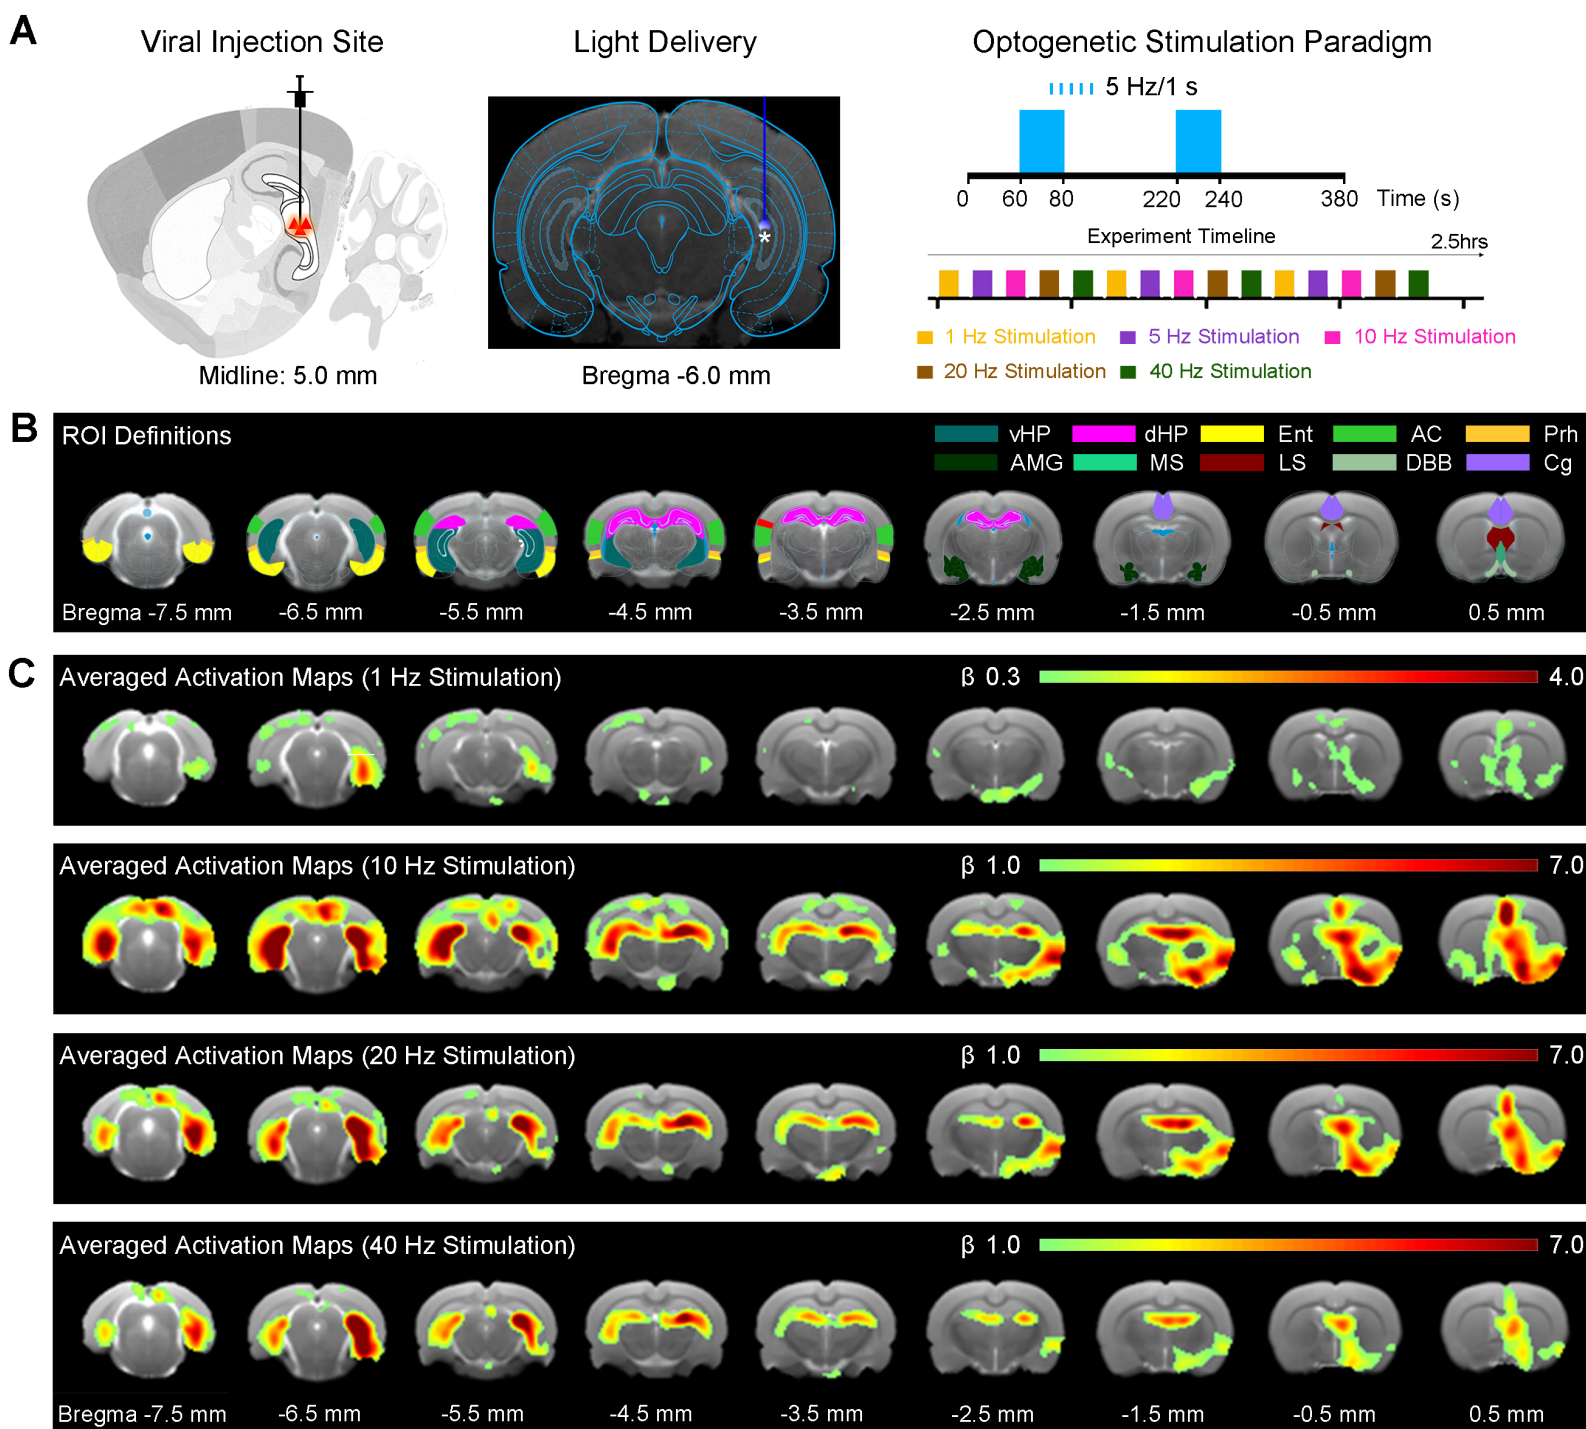 A
Viral Injection Site
Light Delivery
Optogenetic Stimulation Paradigm
5 Hz/1 s
0 60 80 220 240 380 Time (s)
Experiment Timeline
2.5hrs
1 Hz Stimulation 5 Hz Stimulation 10 Hz Stimulation
20 Hz Stimulation 40 Hz Stimulation
*
Midline: 5.0 mm
Bregma -6.0 mm
B
ROI Definitions
vHP dHP Ent AC Prh
AMG MS LS DBB Cg
Bregma -7.5 mm -6.5 mm -5.5 mm -4.5 mm -3.5 mm -2.5 mm -1.5 mm -0.5 mm 0.5 mm
C
Averaged Activation Maps (1 Hz Stimulation) β 0.3 4.0
Averaged Activation Maps (10 Hz Stimulation) β 1.0 7.0
Averaged Activation Maps (20 Hz Stimulation) β 1.0 7.0
Averaged Activation Maps (40 Hz Stimulation) β 1.0 7.0
Bregma -7.5 mm -6.5 mm -5.5 mm -4.5 mm -3.5 mm -2.5 mm -1.5 mm -0.5 mm 0.5 mm